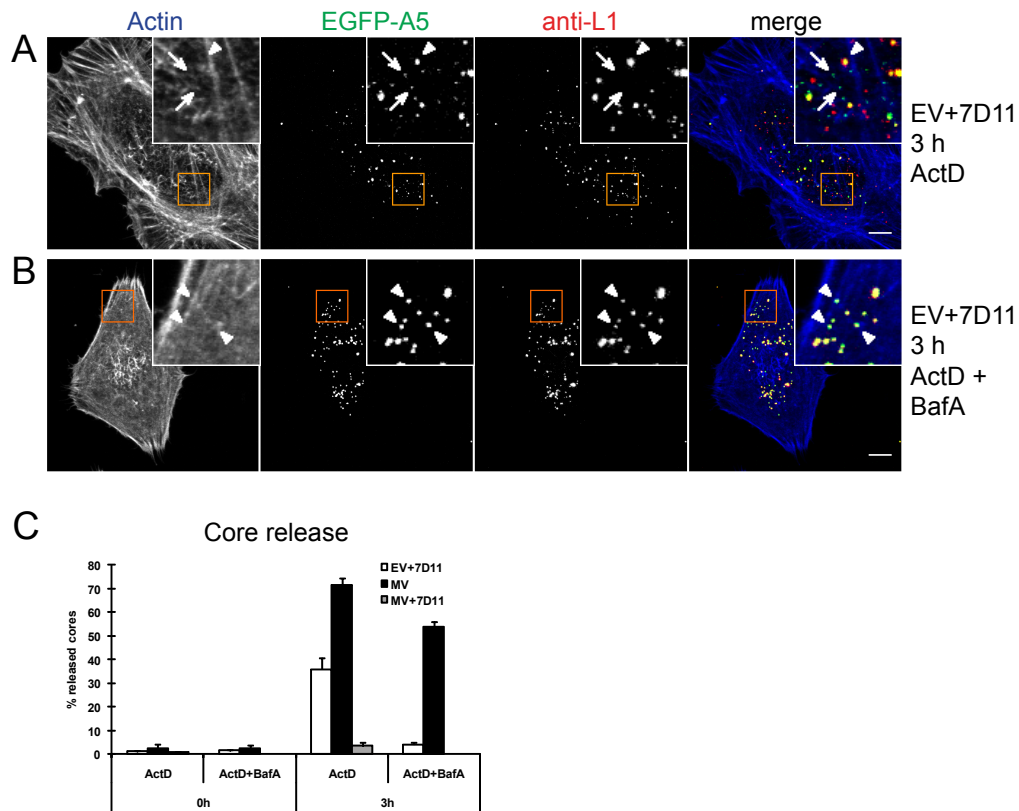 Actin EGFP-A5 anti-L1 merge
A
EV+7D11
3 h
ActD
B
EV+7D11
3 h
ActD +
BafA
C
Core release
80
70
60
50
40
30
20
10
0
% released cores
EV+7D11
MV
MV+7D11
ActD ActD+BafA ActD ActD+BafA
0h 3h